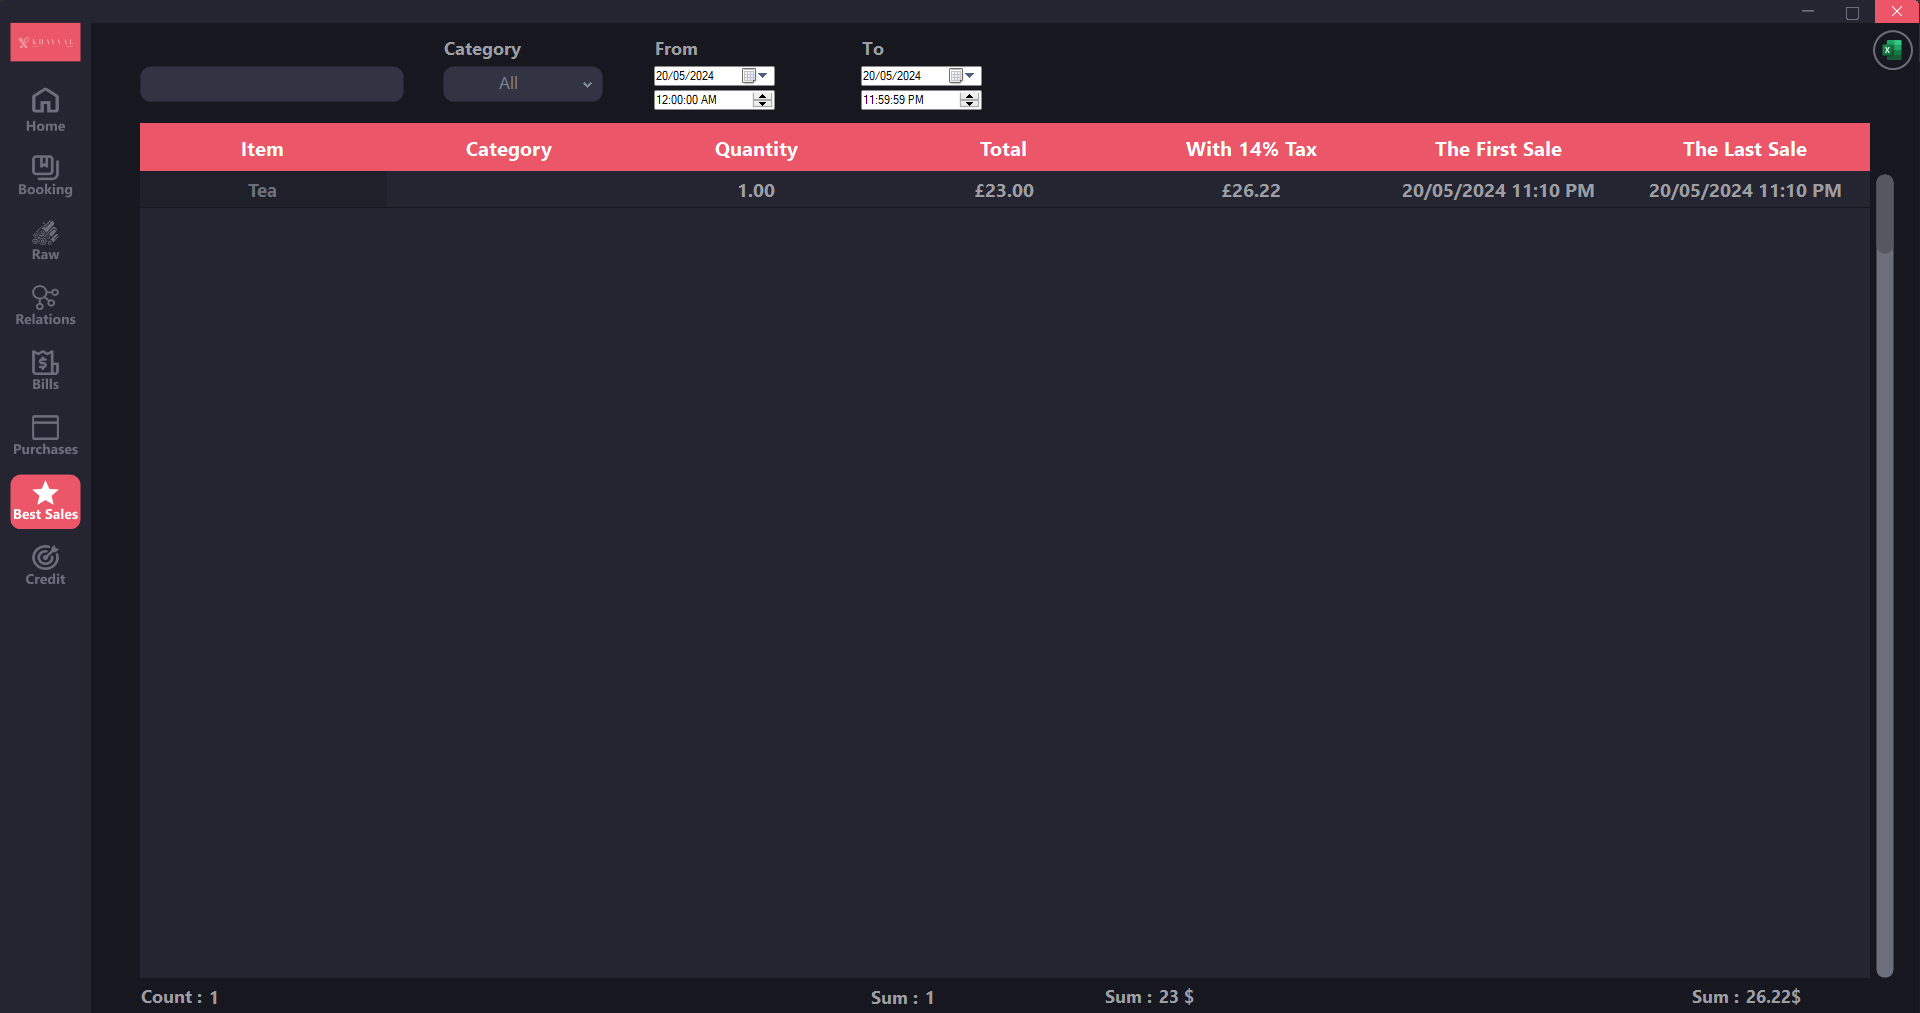 Category
From
To
All
20/05/2024
20/05/2024
12:00:00 AM
11:59:59 PM
Home
Booking
Raw
Relations
Bills
Purchases
Best Sales
Credit
Item Category Quantity Total With 14% Tax The First Sale The Last Sale
Tea 1.00 £23.00 £26.22 20/05/2024 11:10 PM 20/05/2024 11:10 PM
Count : 1 Sum : 1 Sum : 23 $ Sum : 26.22$